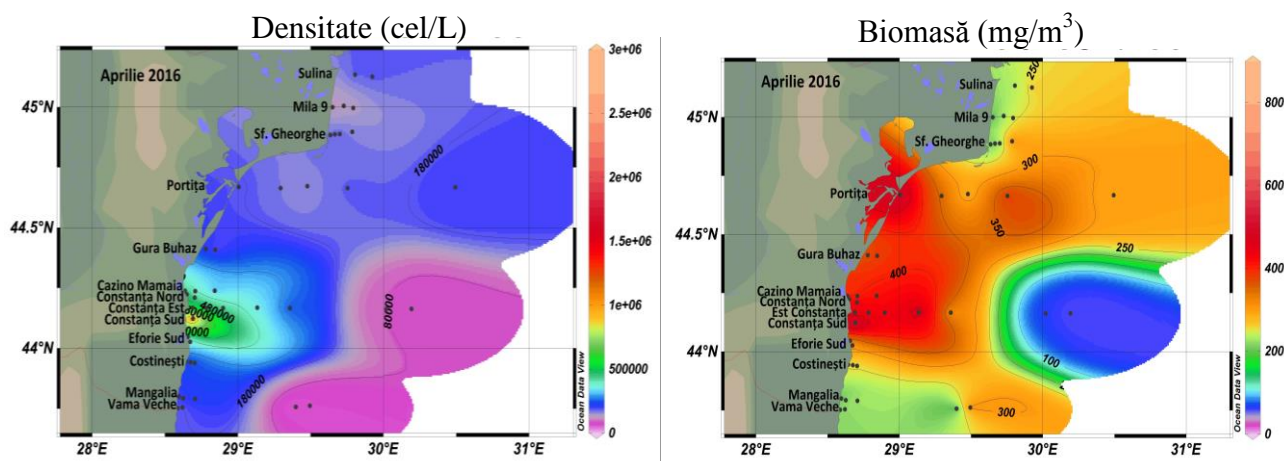 Densitate (cel/L)
Aprilie 2016
Sulina
45°N
Mila 9
Sf. Gheorghe
180000
Portița
44.5°N
Gura Buhaz
Cazino Mamaia
Constanța Nord
Constanța Est
480000
Constanța Sud
80000
Eforie Sud
44°N
Costinești
180000
Mangalia
Vama Veche
28°E
29°E
30°E
31°E
Ocean Data View
3e+06
2.5e+06
2e+06
1.5e+06
1e+06
500000
0
Biomasă (mg/m³)
Aprilie 2016
250
Sulina
45°N
Mila 9
Sf. Gheorghe
300
Portița
350
44.5°N
Gura Buhaz
250
400
Cazino Mamaia
Constanța Nord
Est Constanța
Constanța Sud
Eforie Sud
44°N
100
Costinești
Mangalia
Vama Veche
300
28°E
29°E
30°E
31°E
Ocean Data View
800
600
400
200
0